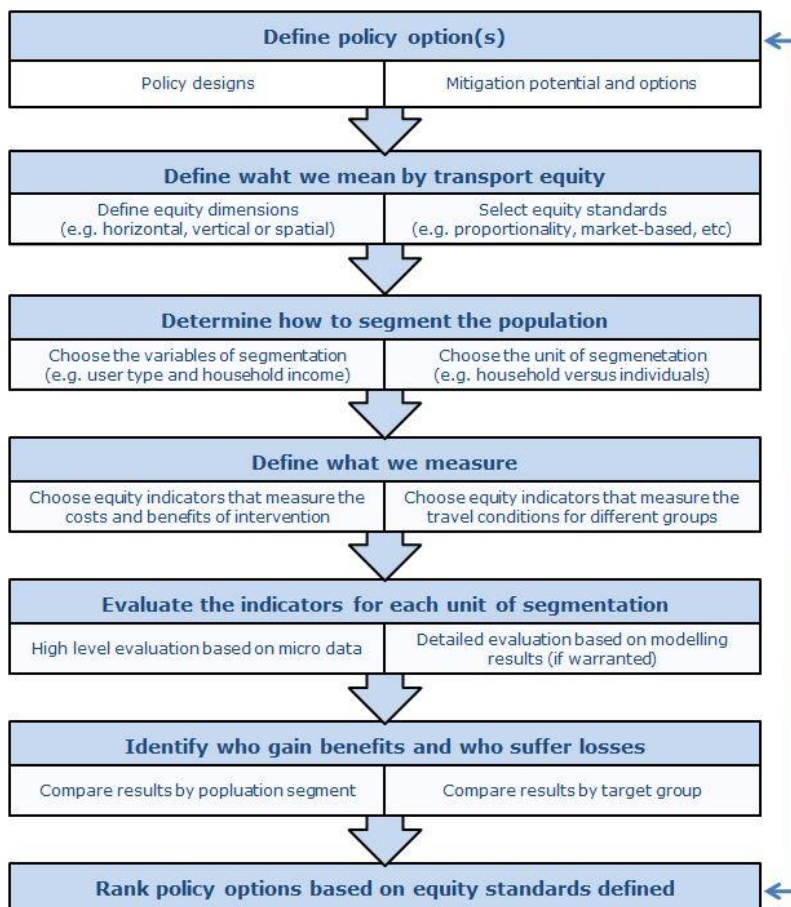 Define policy option(s)
Policy designs
Mitigation potential and options
Define waht we mean by transport equity
Define equity dimensions
(e.g. horizontal, vertical or spatial)
Select equity standards
(e.g. proportionality, market-based, etc)
Determine how to segment the population
Choose the variables of segmentation
(e.g. user type and household income)
Choose the unit of segmenetation
(e.g. household versus individuals)
Define what we measure
Choose equity indicators that measure the
costs and benefits of intervention
Choose equity indicators that measure the
travel conditions for different groups
Evaluate the indicators for each unit of segmentation
High level evaluation based on micro data
Detailed evaluation based on modelling
results (if warranted)
Identify who gain benefits and who suffer losses
Compare results by popluation segment
Compare results by target group
Rank policy options based on equity standards defined